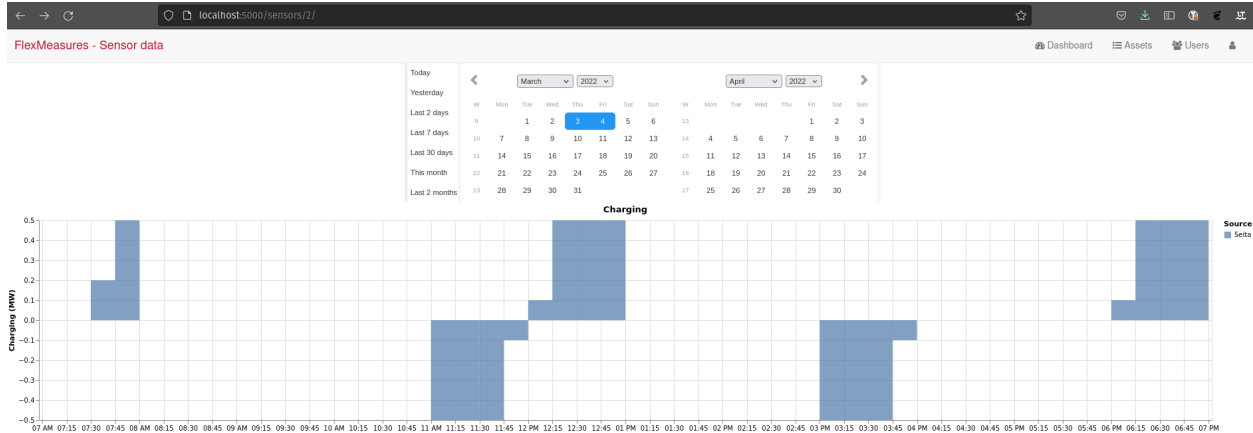 localhost:5000/sensors/2/
FlexMeasures - Sensor data
Dashboard Assets Users
Today
Yesterday
Last 2 days
Last 7 days
Last 30 days
This month
Last 2 months
March 2022
W Mon Tue Wed Thu Fri Sat Sun
9 1 2 3 4 5 6
10 7 8 9 10 11 12 13
11 14 15 16 17 18 19 20
12 21 22 23 24 25 26 27
13 28 29 30 31
April 2022
W Mon Tue Wed Thu Fri Sat Sun
13 1 2 3
14 4 5 6 7 8 9 10
15 11 12 13 14 15 16 17
16 18 19 20 21 22 23 24
17 25 26 27 28 29 30
Charging
Charging (MW)
0.5
0.4
0.3
0.2
0.1
0.0
−0.1
−0.2
−0.3
−0.4
−0.5
07 AM 07:15 07:30 07:45 08 AM 08:15 08:30 08:45 09 AM 09:15 09:30 09:45 10 AM 10:15 10:30 10:45 11 AM 11:15 11:30 11:45 12 PM 12:15 12:30 12:45 01 PM 01:15 01:30 01:45 02 PM 02:15 02:30 02:45 03 PM 03:15 03:30 03:45 04 PM 04:15 04:30 04:45 05 PM 05:15 05:30 05:45 06 PM 06:15 06:30 06:45 07 PM
Source
Seita